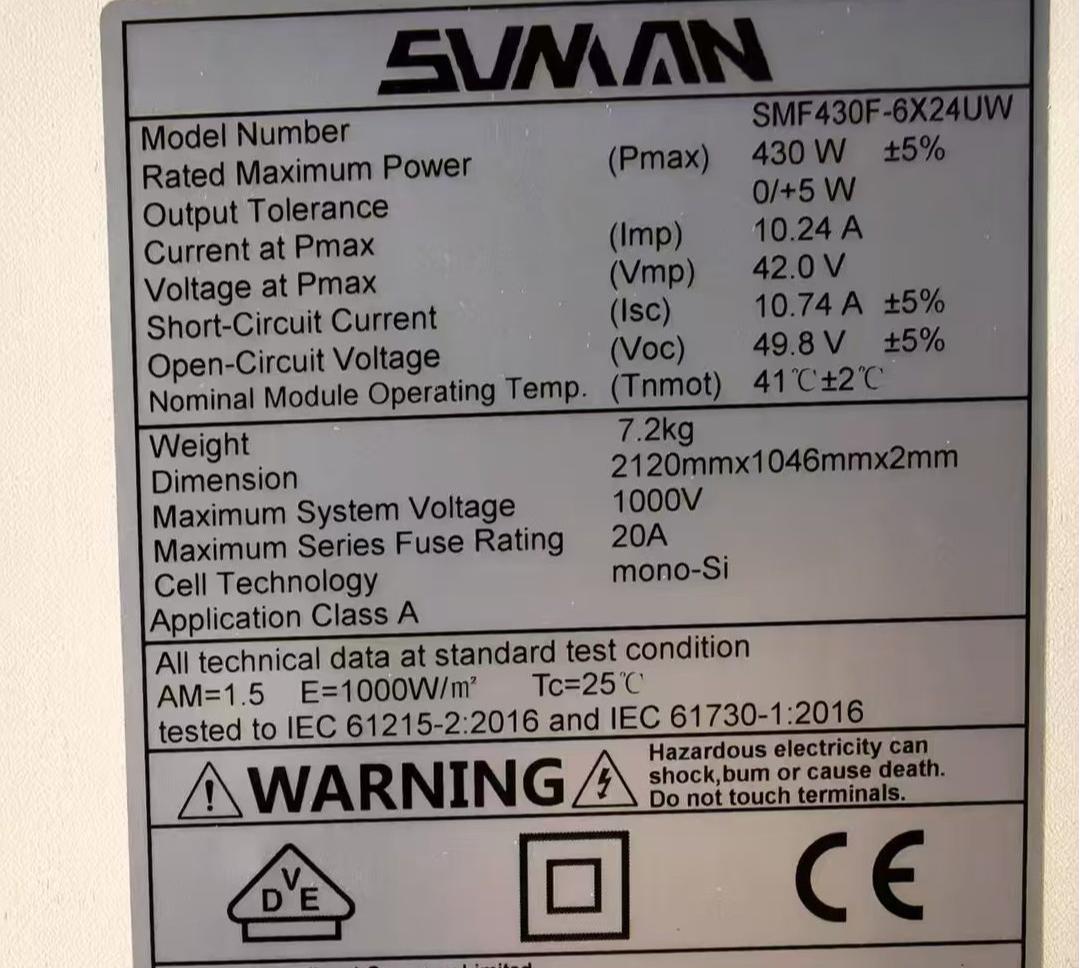 SUMAN
Model Number SMF430F-6X24UW
Rated Maximum Power (Pmax) 430 W ±5%
Output Tolerance 0/+5 W
Current at Pmax (Imp) 10.24 A
Voltage at Pmax (Vmp) 42.0 V
Short-Circuit Current (Isc) 10.74 A ±5%
Open-Circuit Voltage (Voc) 49.8 V ±5%
Nominal Module Operating Temp. (Tnmot) 41℃±2℃
Weight 7.2kg
Dimension 2120mmx1046mmx2mm
Maximum System Voltage 1000V
Maximum Series Fuse Rating 20A
Cell Technology mono-Si
Application Class A
All technical data at standard test condition
AM=1.5 E=1000W/m² Tc=25℃
tested to IEC 61215-2:2016 and IEC 61730-1:2016
WARNING
Hazardous electricity can
shock,bum or cause death.
Do not touch terminals.
DVE
CE